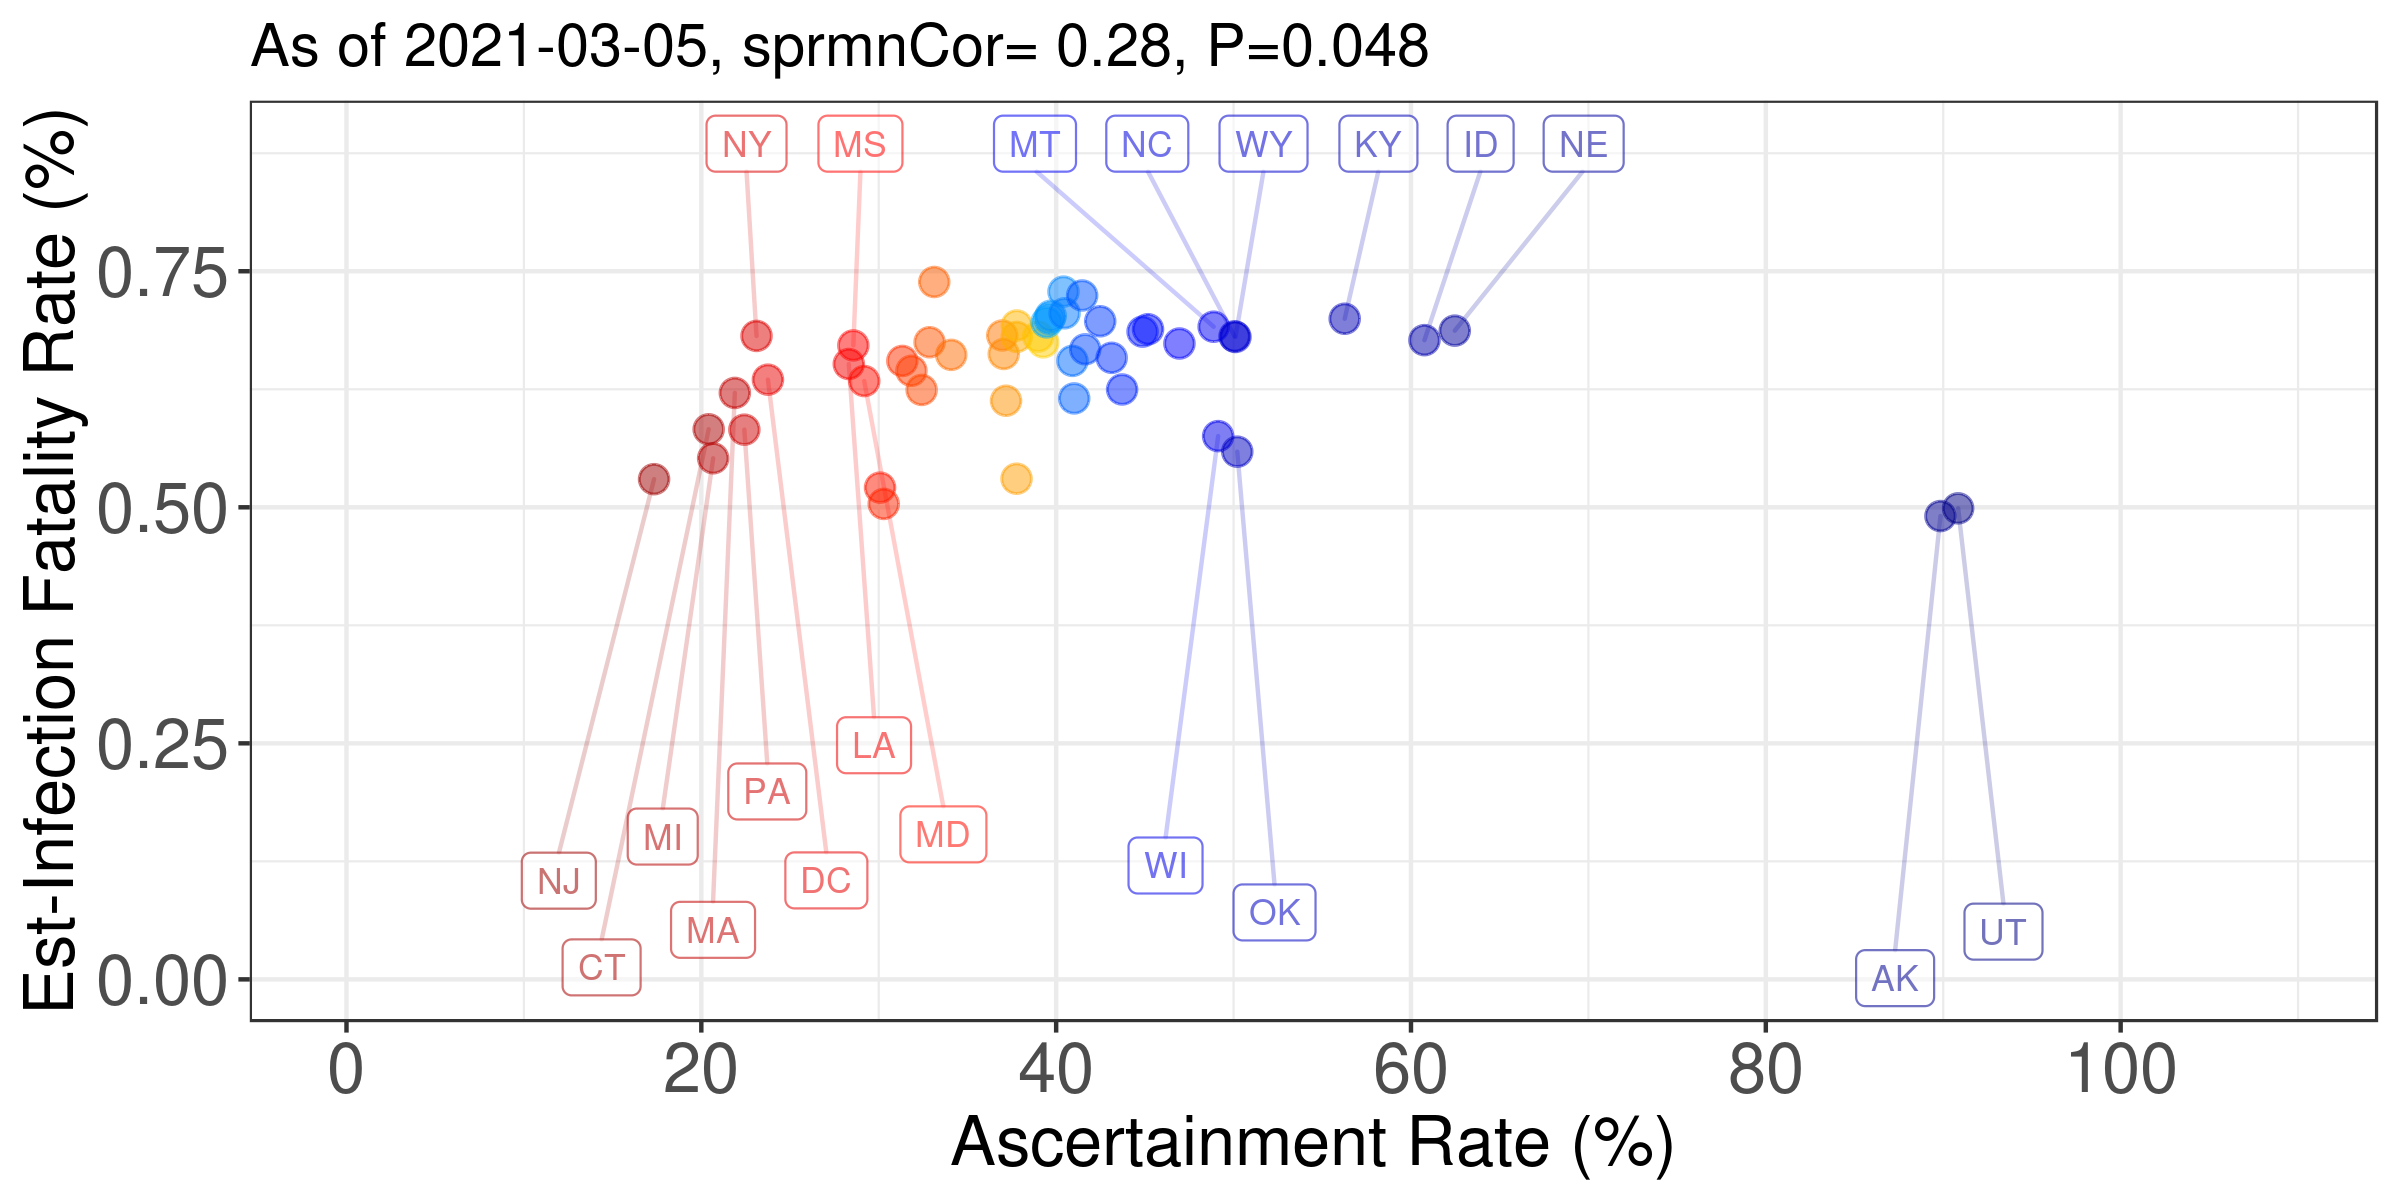 As of 2021-03-05, sprmnCor= 0.28, P=0.048
Est-Infection Fatality Rate (%)
NY MS MT NC WY KY ID NE
0.75
0.50
0.25
0.00
LA
PA
MI MD
WI
NJ DC
OK
MA UT
CT AK
0 20 40 60 80 100
Ascertainment Rate (%)